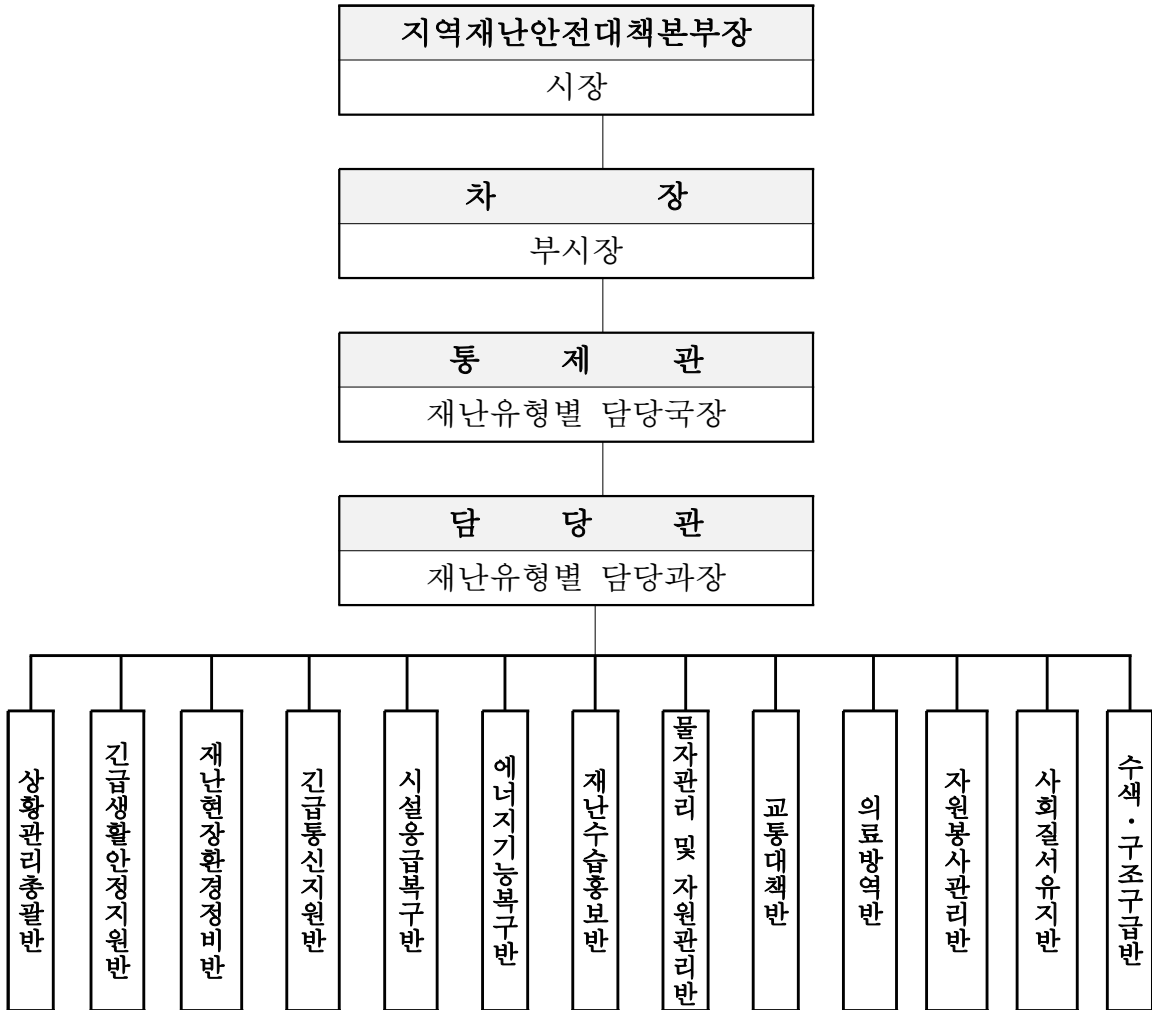 지역재난안전대책본부장
시장
차 장
부시장
통 제 관
재난유형별 담당국장
담 당 관
재난유형별 담당과장
상황관리총괄반
긴급생활안정지원반
재난현장환경정비반
긴급통신지원반
시설응급복구반
에너지기능복구반
재난수습홍보반
물자관리 및 자원관리반
교통대책반
의료방역반
자원봉사관리반
사회질서유지반
수색·구조구급반